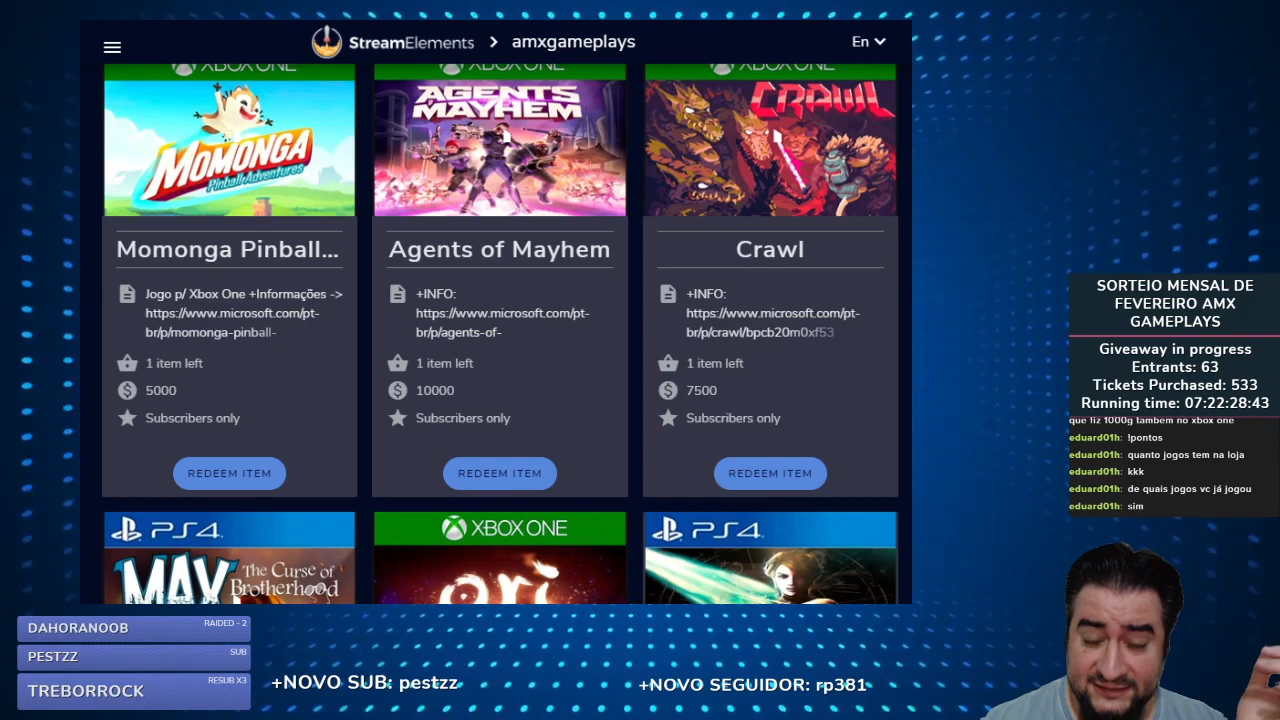 StreamElements > amxgameplays
En
XBOX ONE
XBOX ONE
XBOX ONE
MOMONGA
Pinball Adventures
AGENTS
OF MAYHEM
CRAWL
Momonga Pinball...
Jogo p/ Xbox One +Informações ->
https://www.microsoft.com/pt-
br/p/momonga-pinball-
1 item left
5000
Subscribers only
REDEEM ITEM
Agents of Mayhem
+INFO:
https://www.microsoft.com/pt-
br/p/agents-of-
1 item left
10000
Subscribers only
REDEEM ITEM
Crawl
+INFO:
https://www.microsoft.com/pt-
br/p/crawl/bpcb20m0xf53
1 item left
7500
Subscribers only
REDEEM ITEM
PS4
MAX
The Curse of
Brotherhood
XBOX ONE
ori
PS4
SORTEIO MENSAL DE
FEVEREIRO AMX
GAMEPLAYS
Giveaway in progress
Entrants: 63
Tickets Purchased: 533
Running time: 07:22:28:43
que fiz 1000g tambem no xbox one
eduard01h: !pontos
eduard01h: quanto jogos tem na loja
eduard01h: kkk
eduard01h: de quais jogos vc já jogou
eduard01h: sim
DAHORANOOB RAIDED - 2
PESTZZ SUB
TREBORROCK RESUB X3
+NOVO SUB: pestzz
+NOVO SEGUIDOR: rp381